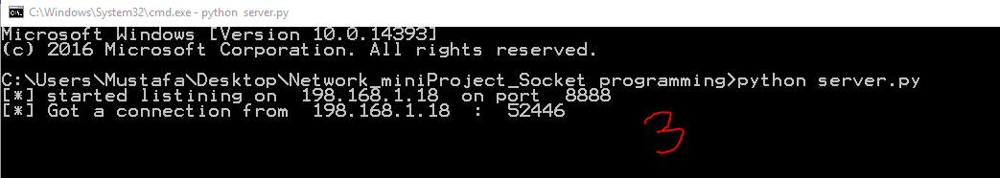 C:\Windows\System32\cmd.exe - python server.py
Microsoft Windows [Version 10.0.14393]
(c) 2016 Microsoft Corporation. All rights reserved.
C:\Users\Mustafa\Desktop\Network_miniProject_Socket programming>python server.py
[*] started listining on  198.168.1.18  on port  8888
[*] Got a connection from  198.168.1.18  :  52446
3